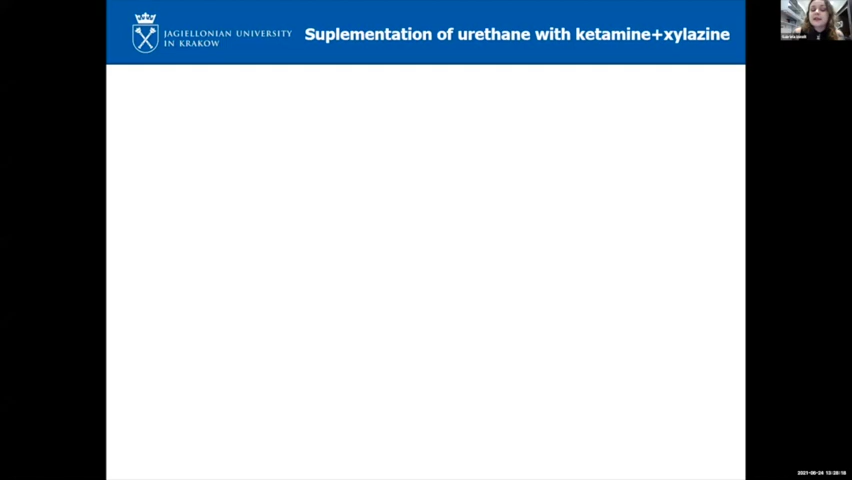 JAGIELLONIAN UNIVERSITY
IN KRAKOW
Suplementation of urethane with ketamine+xylazine